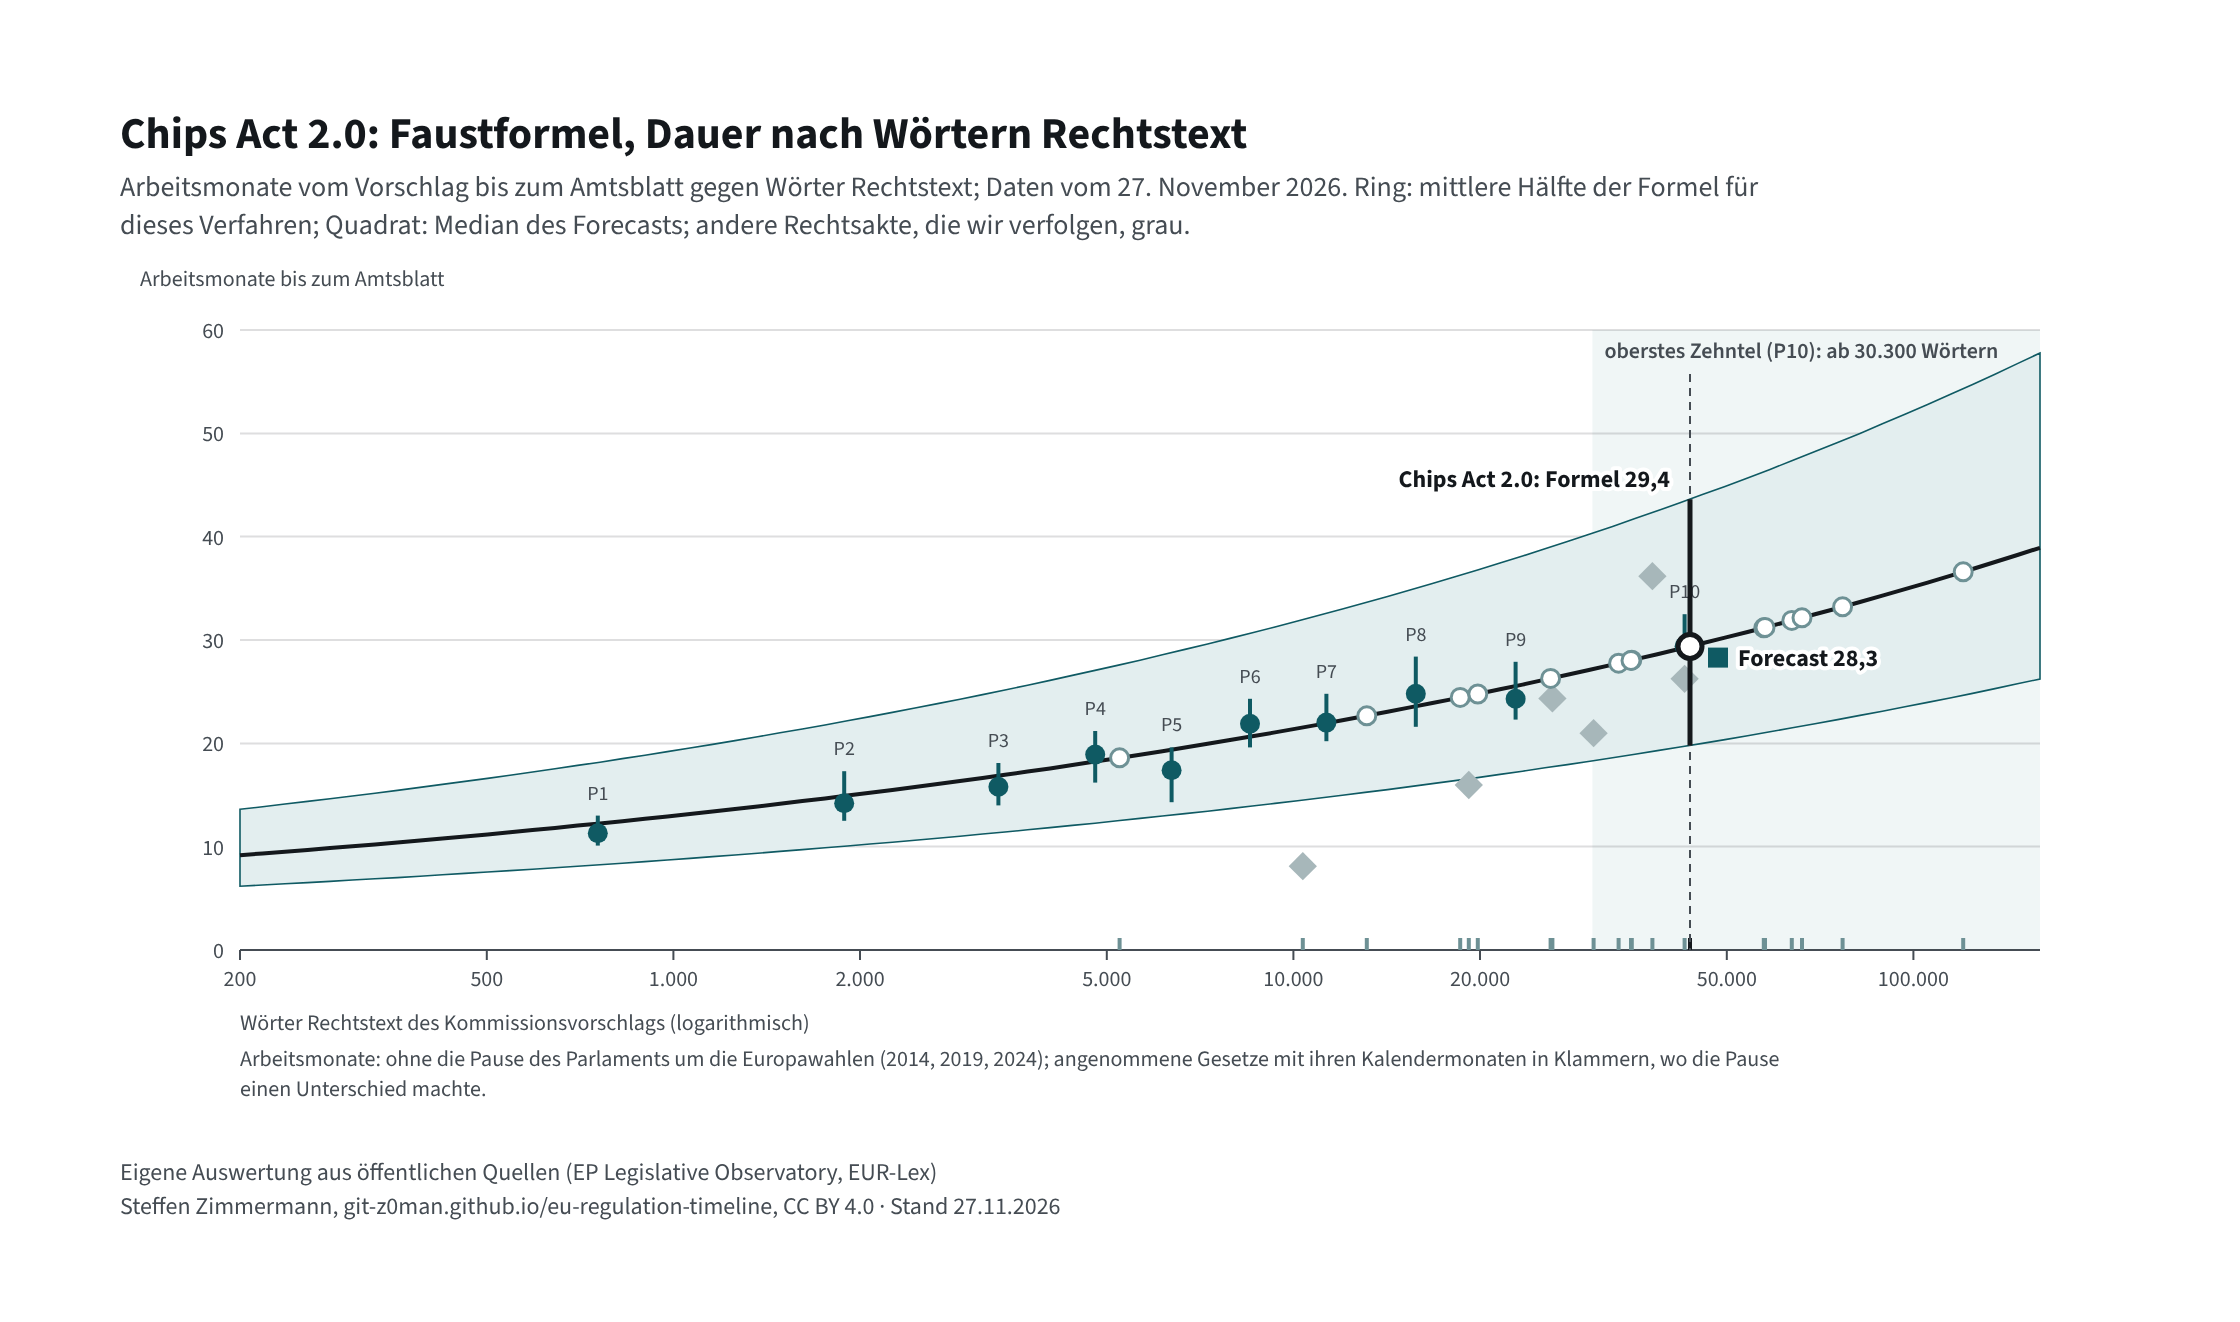 Chips Act 2.0: Faustformel, Dauer nach Wörtern Rechtstext
Arbeitsmonate vom Vorschlag bis zum Amtsblatt gegen Wörter Rechtstext; Daten vom 27. November 2026. Ring: mittlere Hälfte der Formel für
dieses Verfahren; Quadrat: Median des Forecasts; andere Rechtsakte, die wir verfolgen, grau.
Arbeitsmonate bis zum Amtsblatt
60
oberstes Zehntel (P10): ab 30.300 Wörtern
50
Chips Act 2.0: Formel 29,4
40
P10
30
P8
P9
Forecast 28,3
P7
P6
P4
P5
20
P3
P2
P1
10
0
200 500 1.000 2.000 5.000 10.000 20.000 50.000 100.000
Wörter Rechtstext des Kommissionsvorschlags (logarithmisch)
Arbeitsmonate: ohne die Pause des Parlaments um die Europawahlen (2014, 2019, 2024); angenommene Gesetze mit ihren Kalendermonaten in Klammern, wo die Pause
einen Unterschied machte.
Eigene Auswertung aus öffentlichen Quellen (EP Legislative Observatory, EUR-Lex)
Steffen Zimmermann, git-z0man.github.io/eu-regulation-timeline, CC BY 4.0 · Stand 27.11.2026